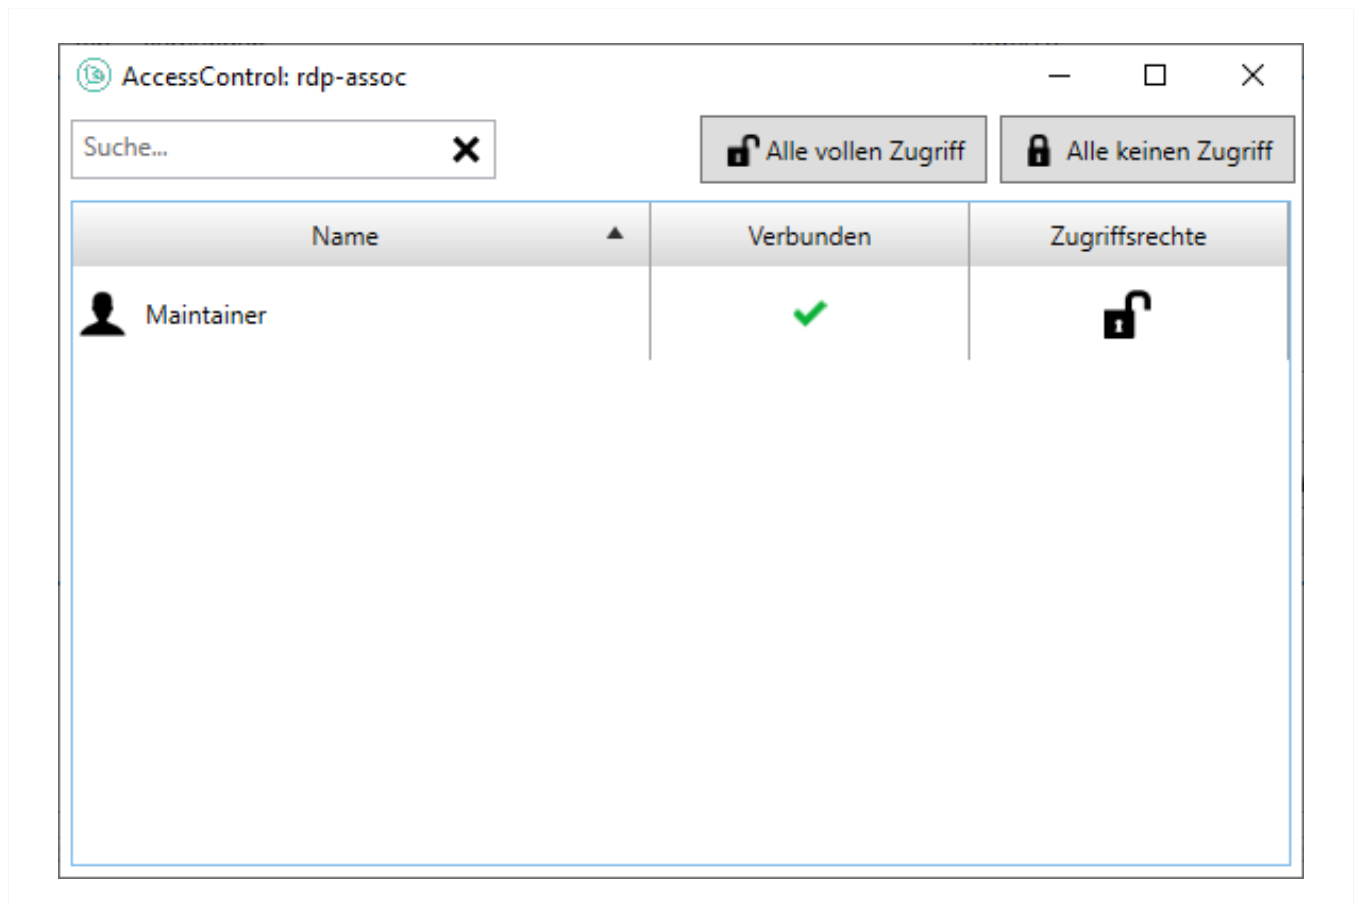 AccessControl: rdp-assoc
Suche...
Alle vollen Zugriff
Alle keinen Zugriff
Name
Verbunden
Zugriffsrechte
Maintainer